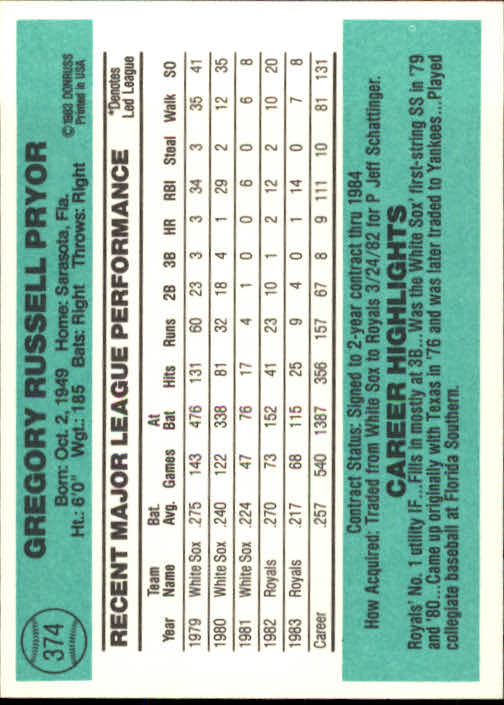 374
GREGORY RUSSELL PRYOR
Born: Oct. 2, 1949 Home: Sarasota, Fla.
Ht.: 6'0" Wgt.: 185 Bats: Right Throws: Right
©1983 DONRUSS
Printed in USA
RECENT MAJOR LEAGUE PERFORMANCE
*Denotes
Led League
Year Team Name Bat. Avg. Games At Bat Hits Runs 2B 3B HR RBI Steal Walk SO
1979 White Sox .275 143 476 131 60 23 3 3 34 3 35 41
1980 White Sox .240 122 338 81 32 18 4 1 29 2 12 35
1981 White Sox .224 47 76 17 4 1 0 0 6 0 6 8
1982 Royals .270 73 152 41 23 10 1 2 12 2 10 20
1983 Royals .217 68 115 25 9 4 0 1 14 0 7 8
Career .257 540 1387 356 157 67 8 9 111 10 81 131
Contract Status: Signed to 2-year contract thru 1984
How Acquired: Traded from White Sox to Royals 3/24/82 for P Jeff Schattinger.
CAREER HIGHLIGHTS
Royals' No. 1 utility IF...Fills in mostly at 3B...Was the White Sox' first-string SS in '79
and '80...Came up originally with Texas in '76 and was later traded to Yankees...Played
collegiate baseball at Florida Southern.